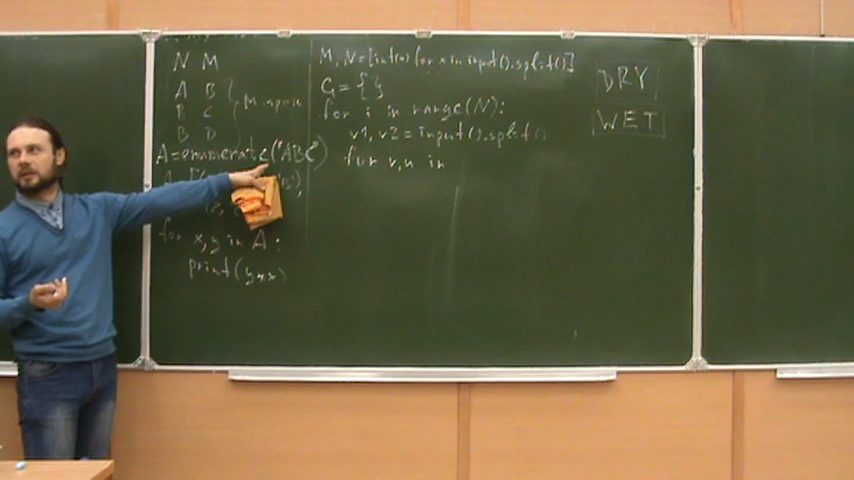 N M
A B
B C
B D
A=enumerate("ABC")
for x, y in A :
print(y**x)
M, N=[int(x) for x in input().split()]
G = {}
for i in range(N):
v1, v2 = input().split()
for v,u in
DRY
WET